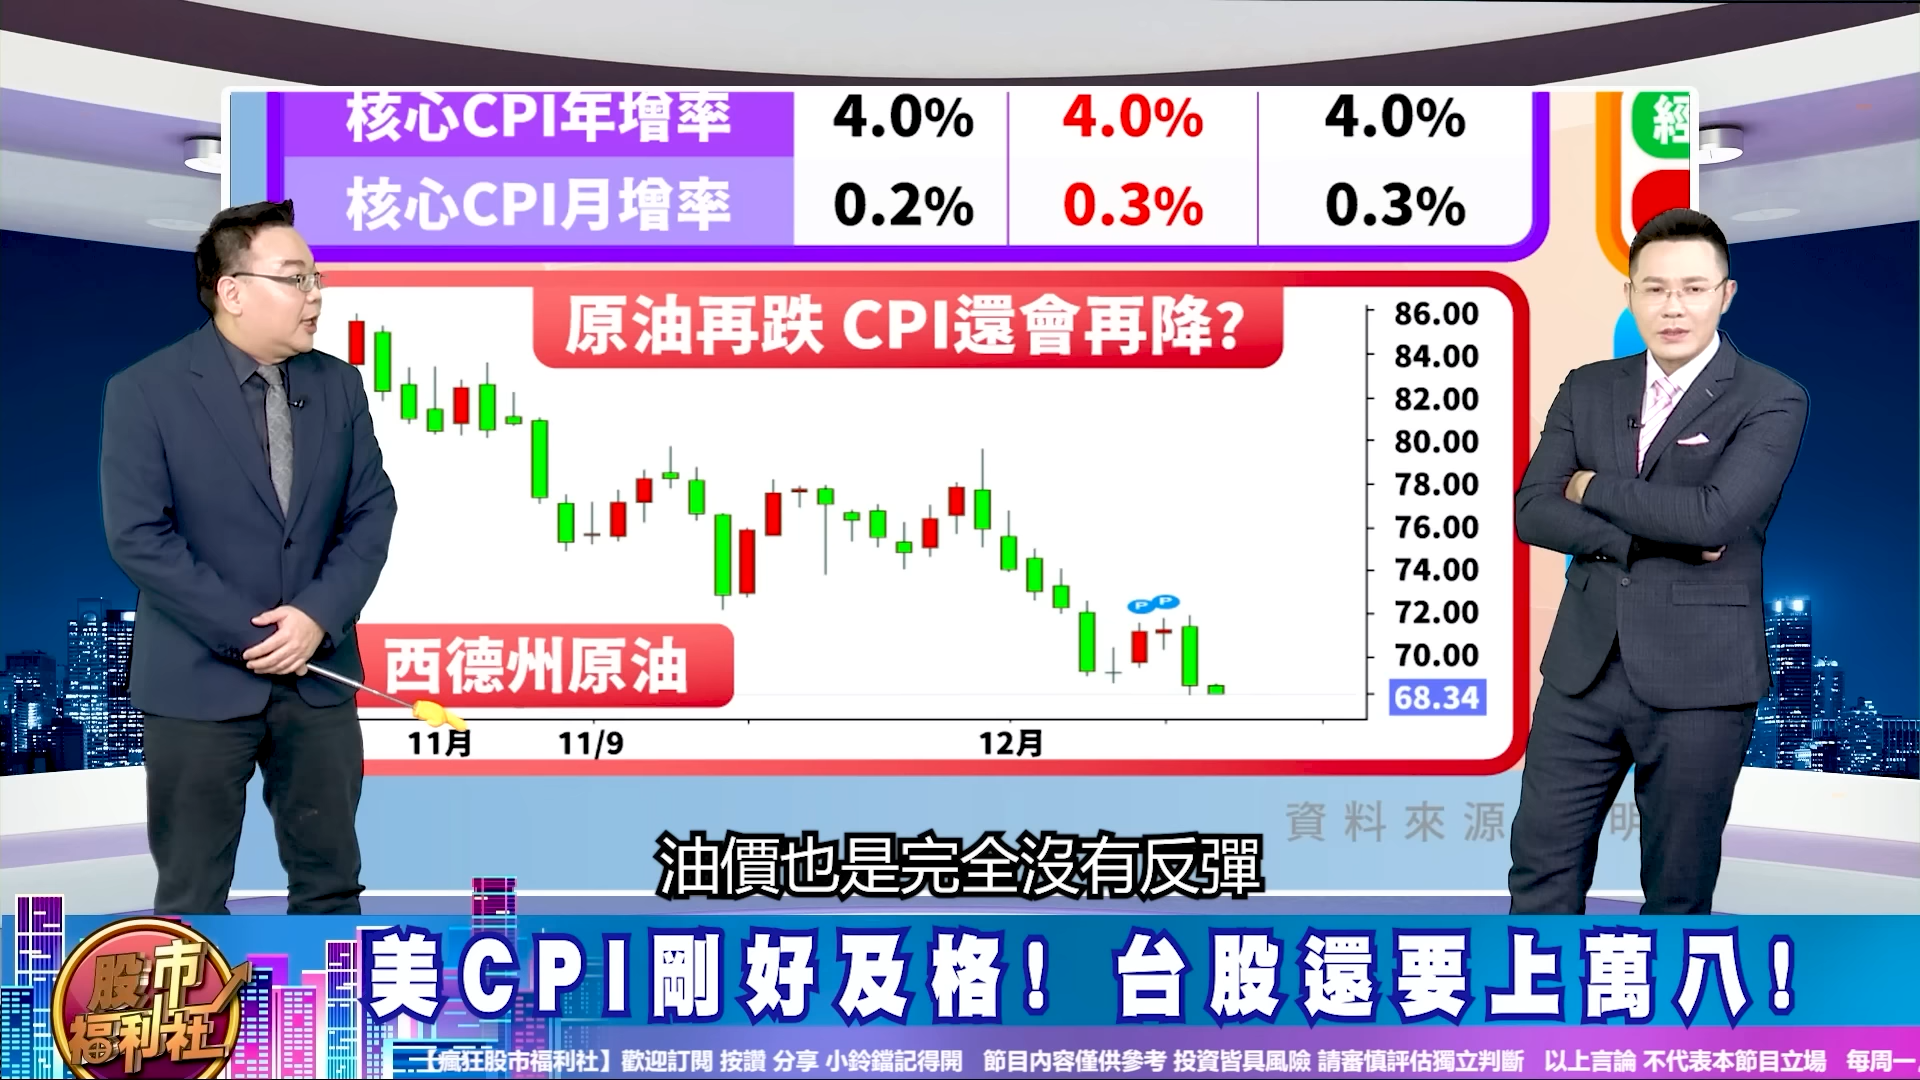 核心CPI年增率 4.0% 4.0% 4.0%
經
核心CPI月增率 0.2% 0.3% 0.3%
原油再跌 CPI還會再降?
86.00
84.00
82.00
80.00
78.00
76.00
74.00
72.00
70.00
68.34
P P
西德州原油
11月 11/9 12月
資料來源 明
油價也是完全沒有反彈
美CPI剛好及格! 台股還要上萬八!
股市
福利社
【瘋狂股市福利社】歡迎訂閱 按讚 分享 小鈴鐺記得開 節目內容僅供參考 投資皆具風險 請審慎評估獨立判斷 以上言論 不代表本節目立場 每周一